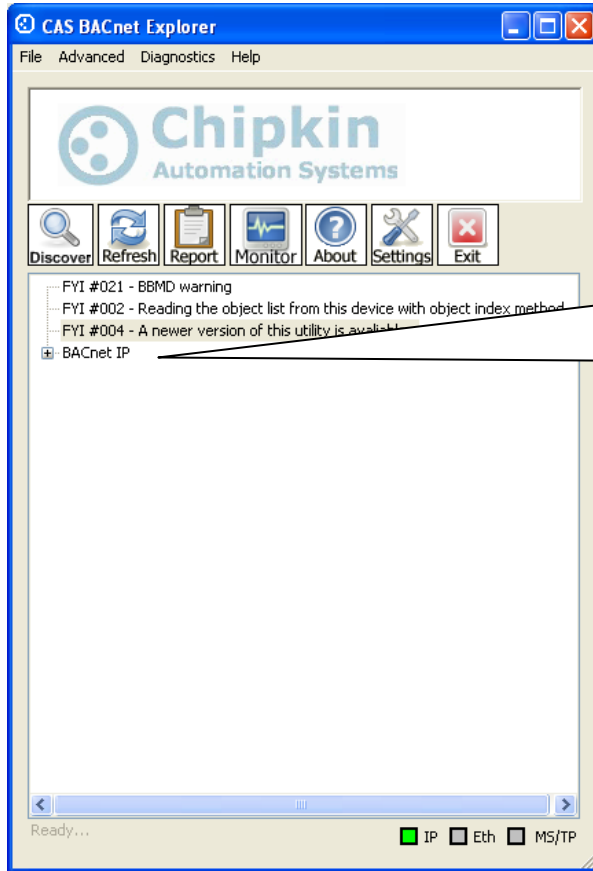 CAS BACnet Explorer
File Advanced Diagnostics Help
Chipkin
Automation Systems
Discover Refresh Report Monitor About Settings Exit
FYI #021 - BBMD warning
FYI #002 - Reading the object list from this device with object index method
FYI #004 - A newer version of this utility is
BACnet IP
Ready...
IP Eth MS/TP